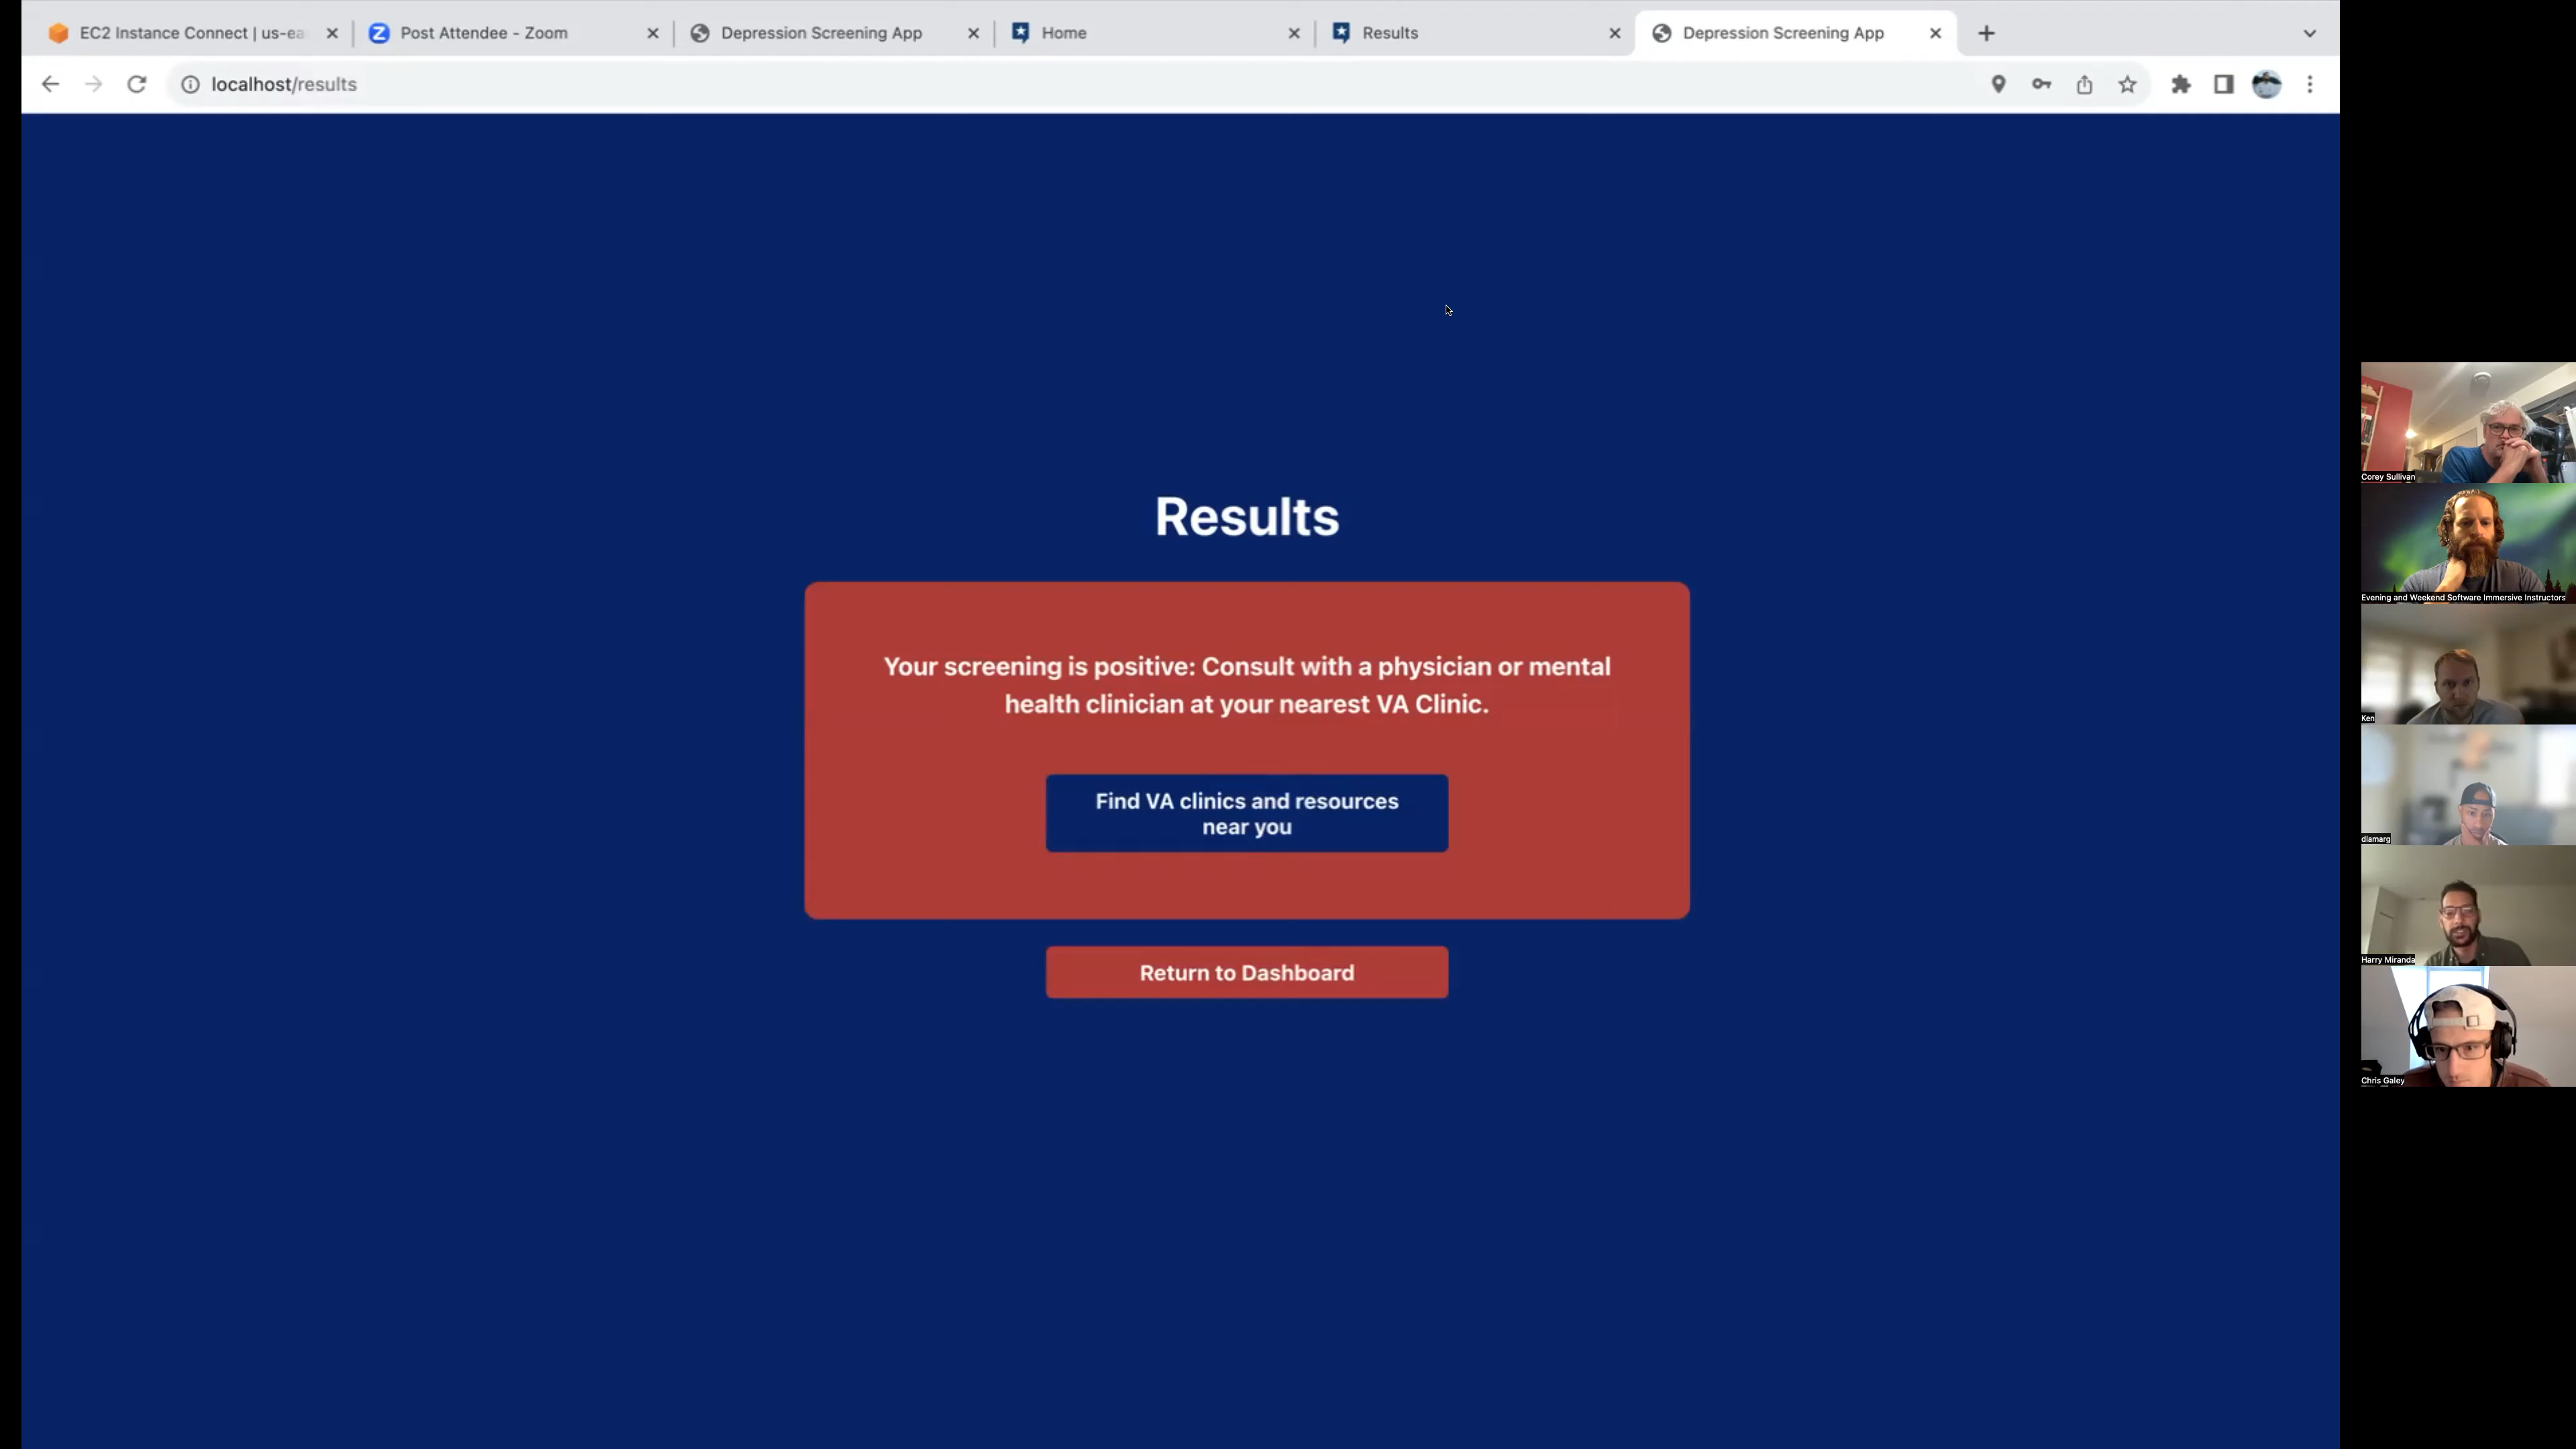 EC2 Instance Connect | us-ea
Post Attendee - Zoom
Depression Screening App
Home
Results
Depression Screening App
localhost/results
Results
Your screening is positive: Consult with a physician or mental
health clinician at your nearest VA Clinic.
Find VA clinics and resources
near you
Return to Dashboard
Corey Sullivan
Evening and Weekend Software Immersive Instructors
Ken
dlamarg
Harry Miranda
Chris Galey